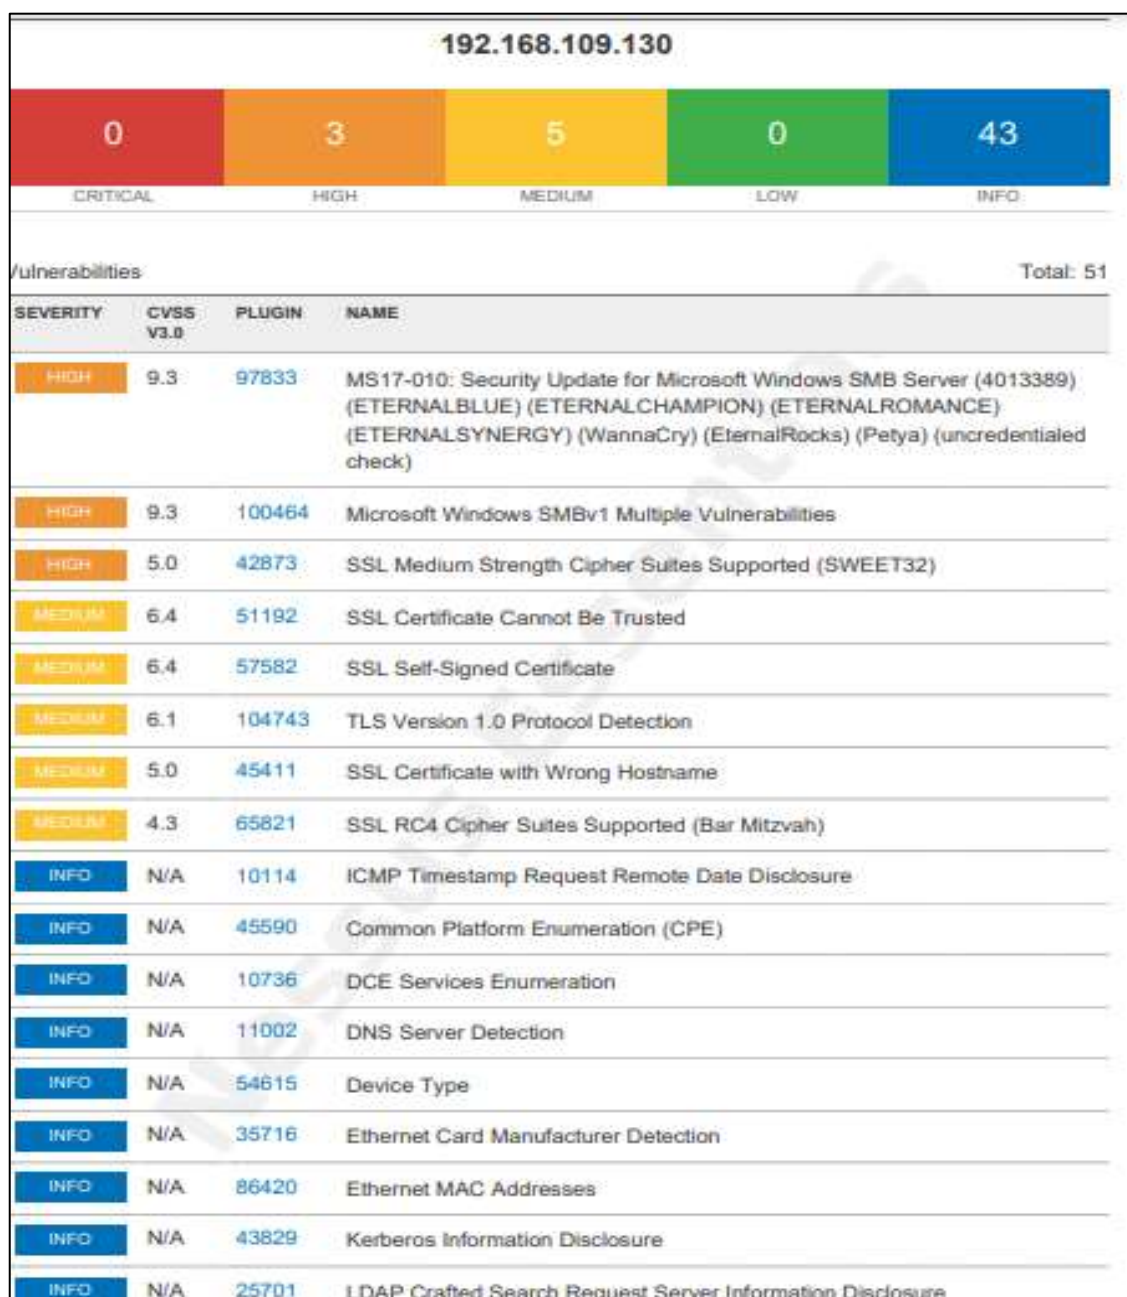 192.168.109.130
0 3 5 0 43
CRITICAL HIGH MEDIUM LOW INFO
Vulnerabilities Total: 51
SEVERITY CVSS V3.0 PLUGIN NAME
HIGH 9.3 97833 MS17-010: Security Update for Microsoft Windows SMB Server (4013389)
(ETERNALBLUE) (ETERNALCHAMPION) (ETERNALROMANCE)
(ETERNALSYNERGY) (WannaCry) (EternalRocks) (Petya) (uncredentialed
check)
HIGH 9.3 100464 Microsoft Windows SMBv1 Multiple Vulnerabilities
HIGH 5.0 42873 SSL Medium Strength Cipher Suites Supported (SWEET32)
MEDIUM 6.4 51192 SSL Certificate Cannot Be Trusted
MEDIUM 6.4 57582 SSL Self-Signed Certificate
MEDIUM 6.1 104743 TLS Version 1.0 Protocol Detection
MEDIUM 5.0 45411 SSL Certificate with Wrong Hostname
MEDIUM 4.3 65821 SSL RC4 Cipher Suites Supported (Bar Mitzvah)
INFO N/A 10114 ICMP Timestamp Request Remote Date Disclosure
INFO N/A 45590 Common Platform Enumeration (CPE)
INFO N/A 10736 DCE Services Enumeration
INFO N/A 11002 DNS Server Detection
INFO N/A 54615 Device Type
INFO N/A 35716 Ethernet Card Manufacturer Detection
INFO N/A 86420 Ethernet MAC Addresses
INFO N/A 43829 Kerberos Information Disclosure
INFO N/A 25701 LDAP Crafted Search Request Server Information Disclosure
Nessus Essentials